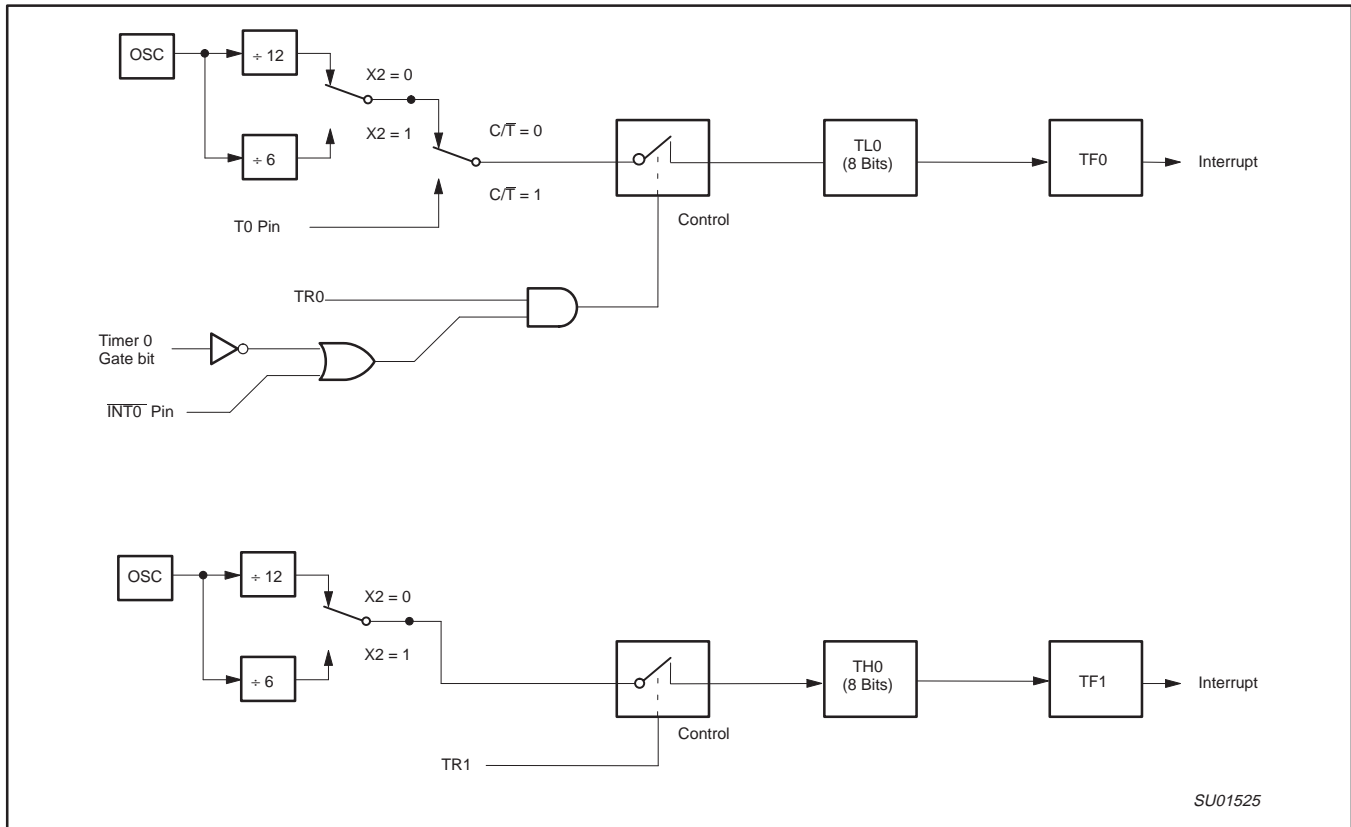 OSC
÷ 12
X2 = 0
X2 = 1
÷ 6
C/T̅ = 0
C/T̅ = 1
T0 Pin
Control
TL0
(8 Bits)
TF0
Interrupt
TR0
Timer 0
Gate bit
I̅N̅T̅0̅ Pin
OSC
÷ 12
X2 = 0
X2 = 1
÷ 6
Control
TH0
(8 Bits)
TF1
Interrupt
TR1
SU01525